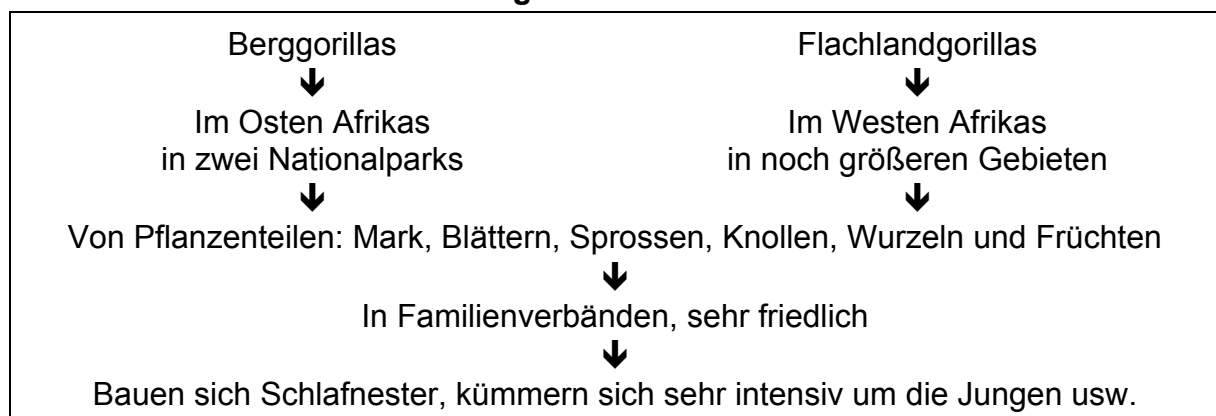 Berggorillas Flachlandgorillas
Im Osten Afrikas Im Westen Afrikas
in zwei Nationalparks in noch größeren Gebieten
Von Pflanzenteilen: Mark, Blättern, Sprossen, Knollen, Wurzeln und Früchten
In Familienverbänden, sehr friedlich
Bauen sich Schlafnester, kümmern sich sehr intensiv um die Jungen usw.